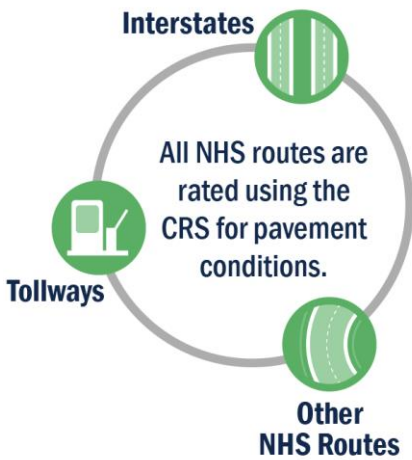 Interstates
All NHS routes are
rated using the
CRS for pavement
conditions.
Tollways
Other
NHS Routes